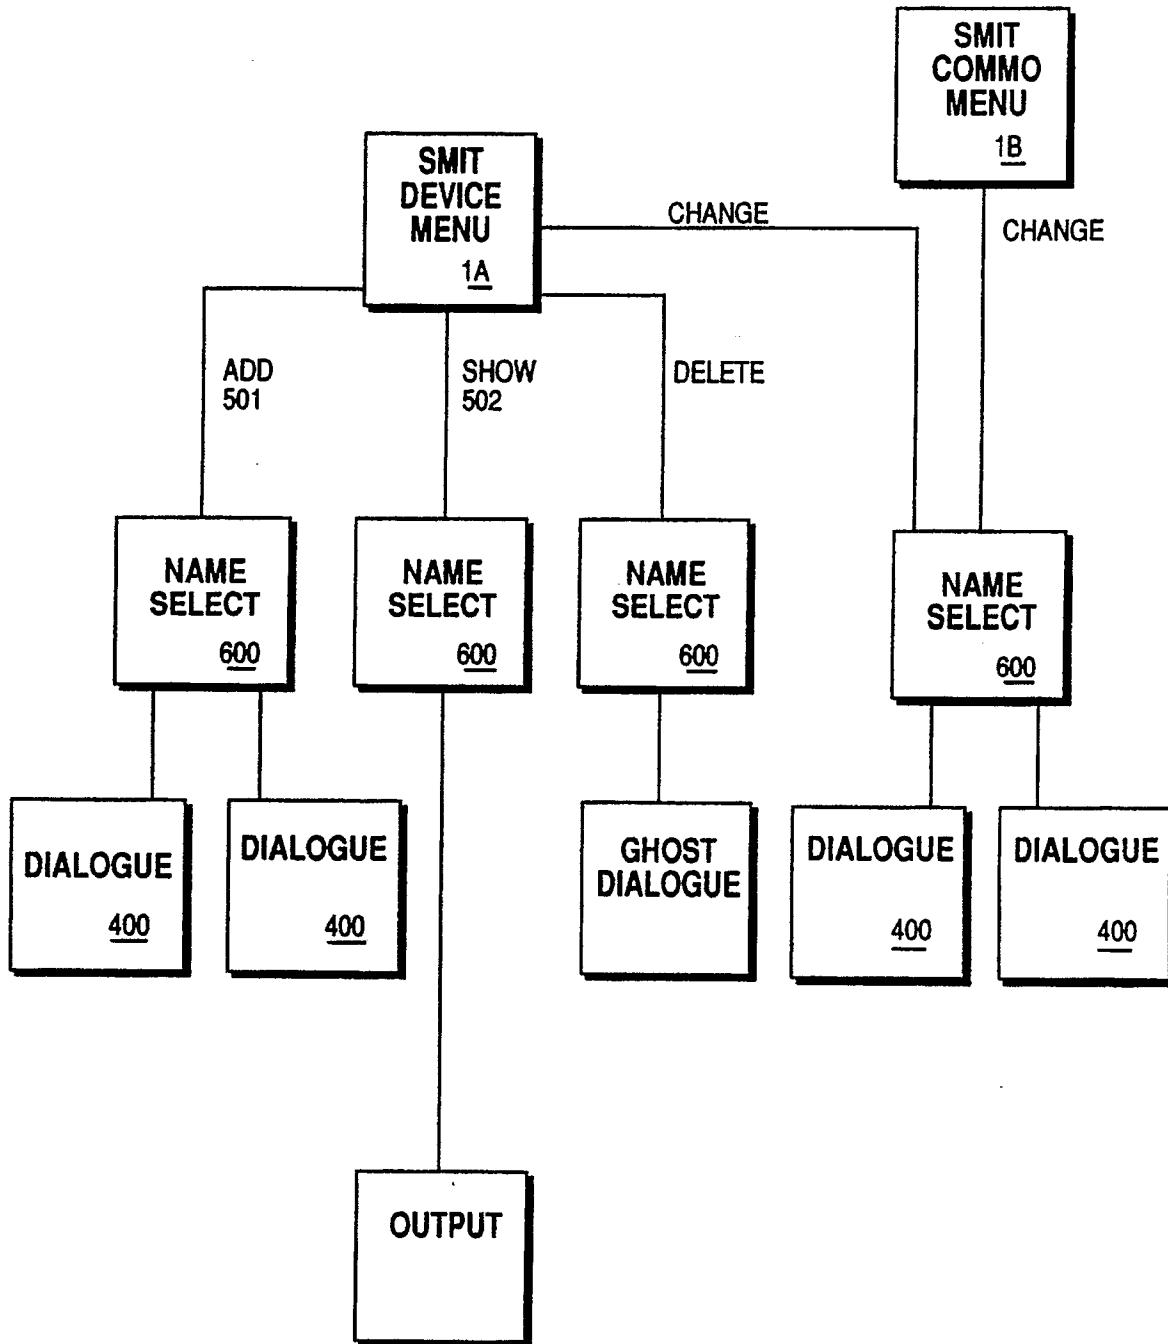 SMIT
COMMO
MENU
1B
SMIT
DEVICE
MENU
1A
CHANGE
CHANGE
ADD
501
SHOW
502
DELETE
NAME
SELECT
600
NAME
SELECT
600
NAME
SELECT
600
NAME
SELECT
600
DIALOGUE
400
DIALOGUE
400
GHOST
DIALOGUE
DIALOGUE
400
DIALOGUE
400
OUTPUT